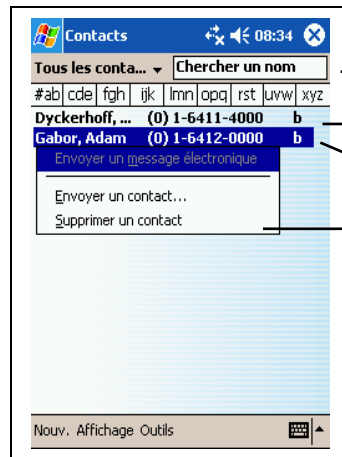 Contacts 08:34
Tous les conta... Chercher un nom
#ab cde fgh ijk lmn opq rst uvw xyz
Dyckerhoff, ... (0) 1-6411-4000 b
Gabor, Adam (0) 1-6412-0000 b
Envoyer un message électronique
Envoyer un contact...
Supprimer un contact
Nouv. Affichage Outils